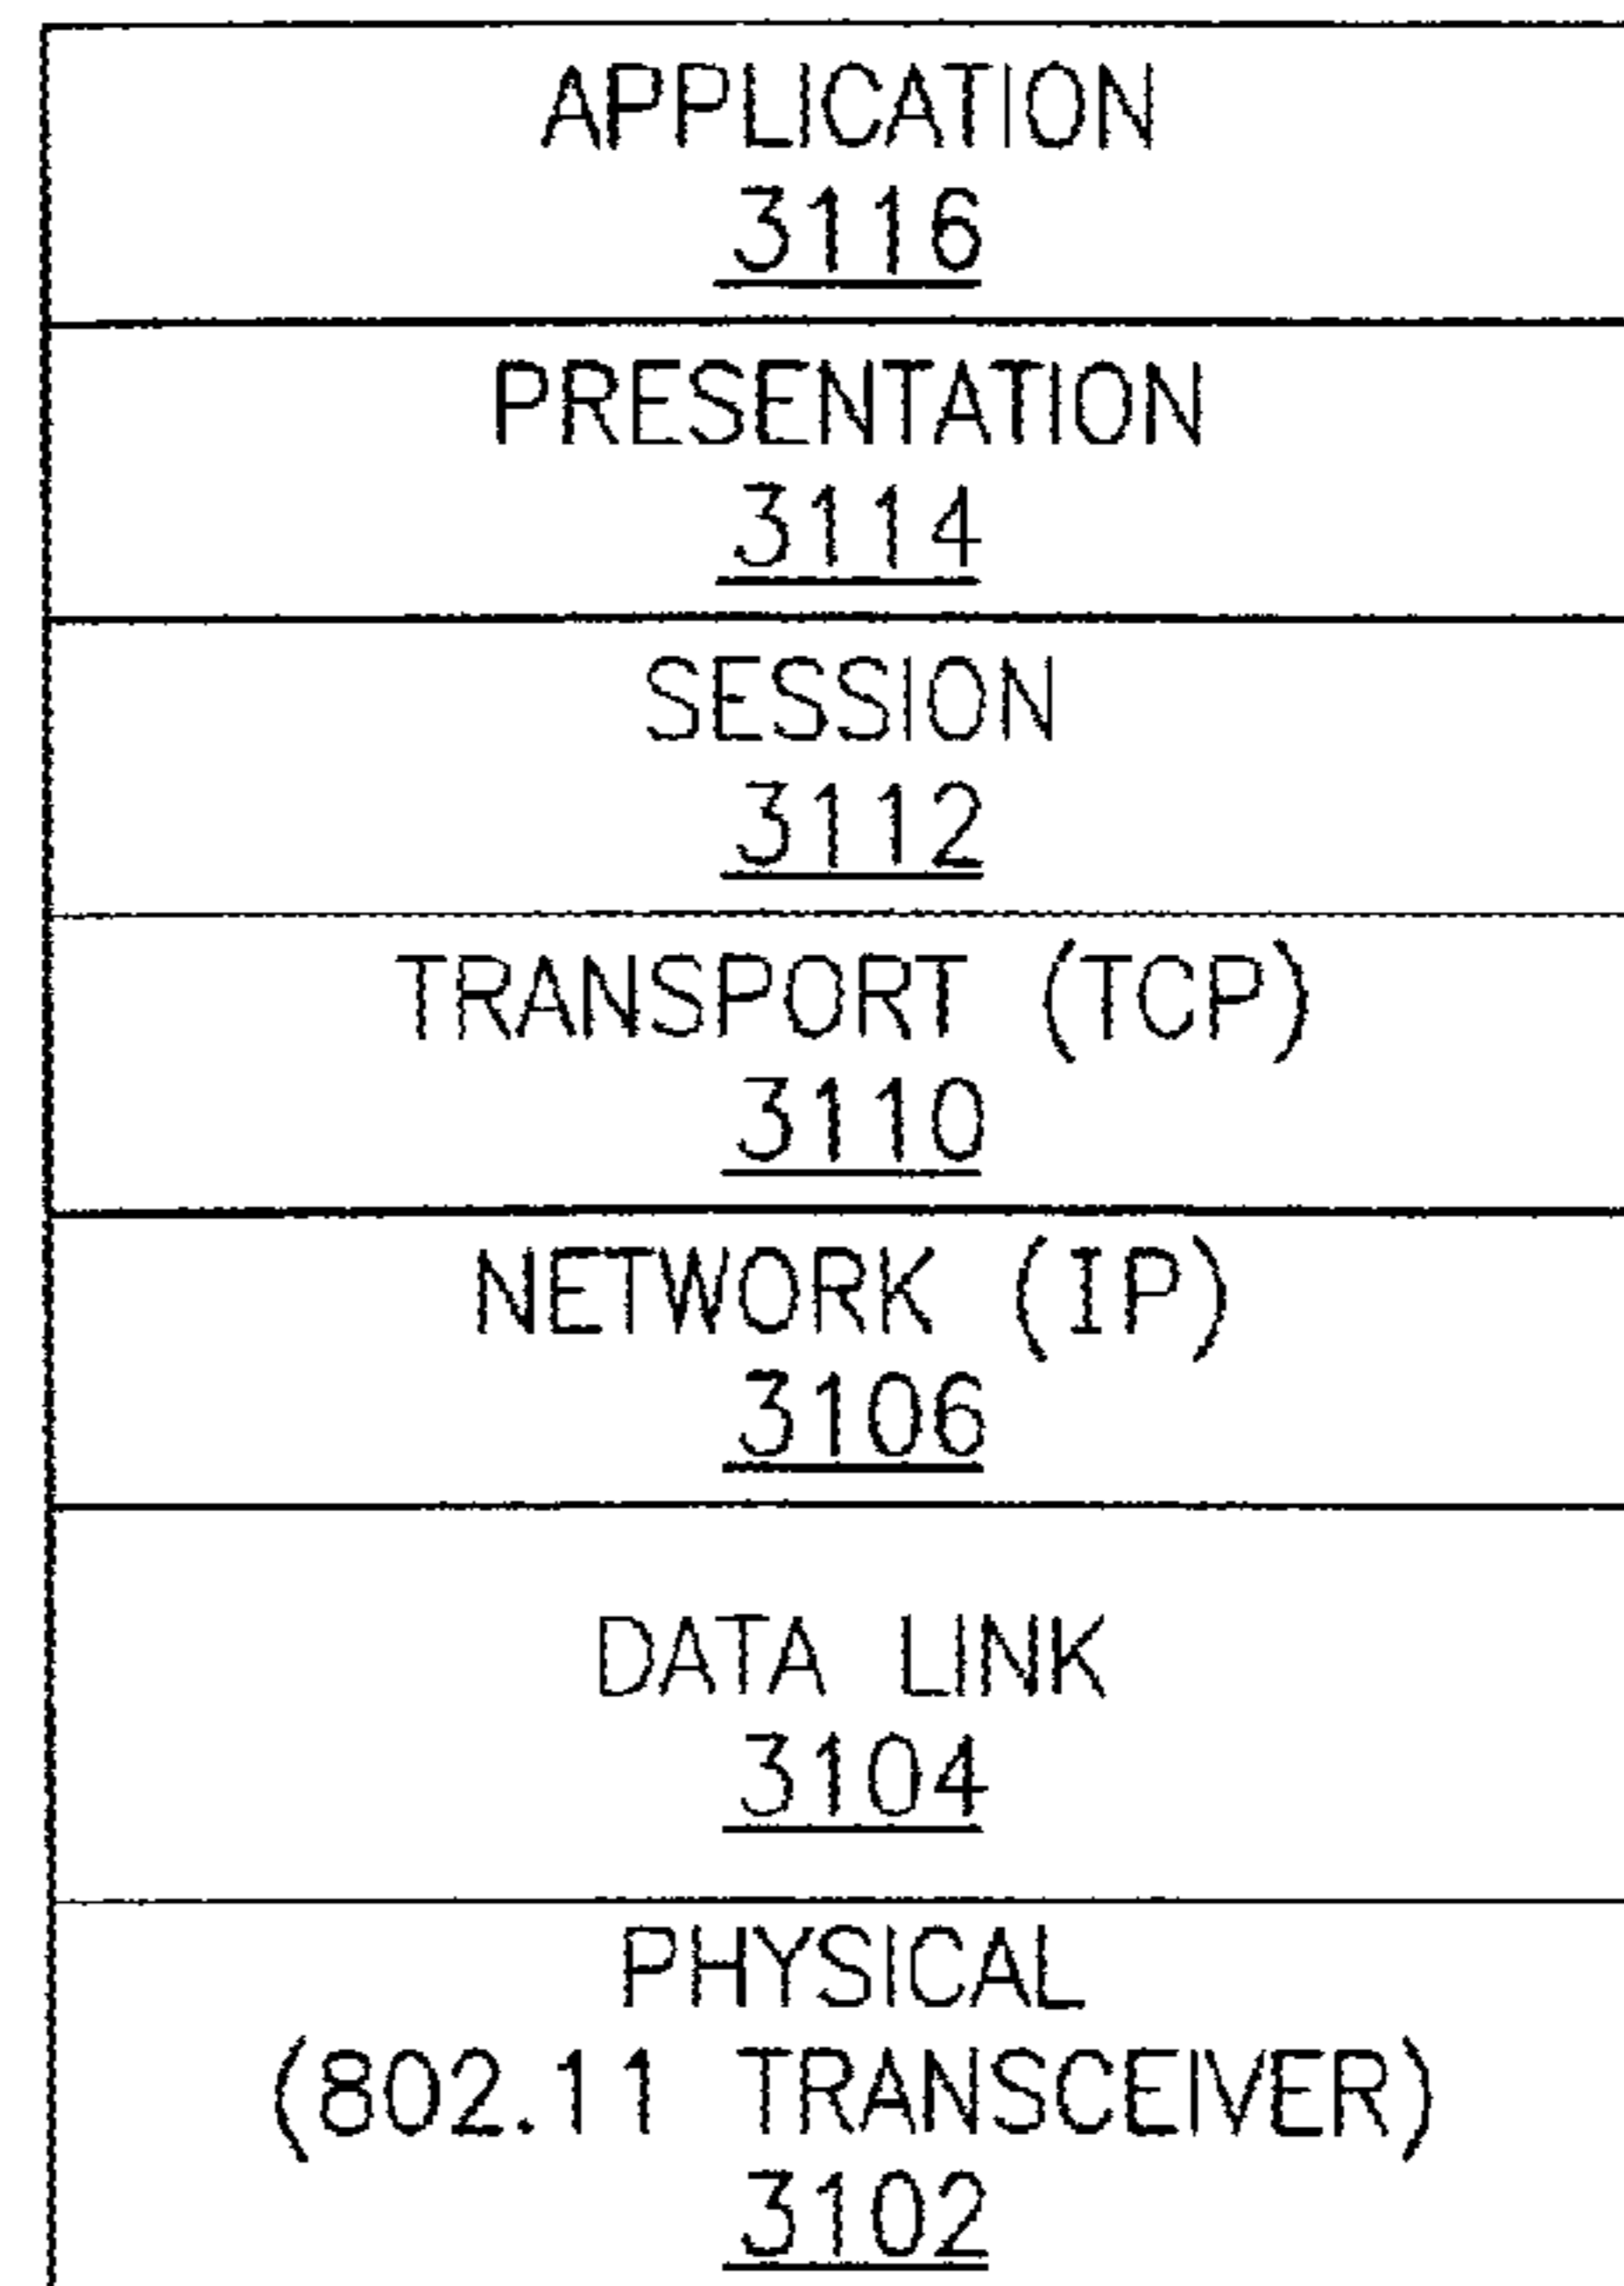 APPLICATION
3116
PRESENTATION
3114
SESSION
3112
TRANSPORT (TCP)
3110
NETWORK (IP)
3106
DATA LINK
3104
PHYSICAL
(802.11 TRANSCEIVER)
3102